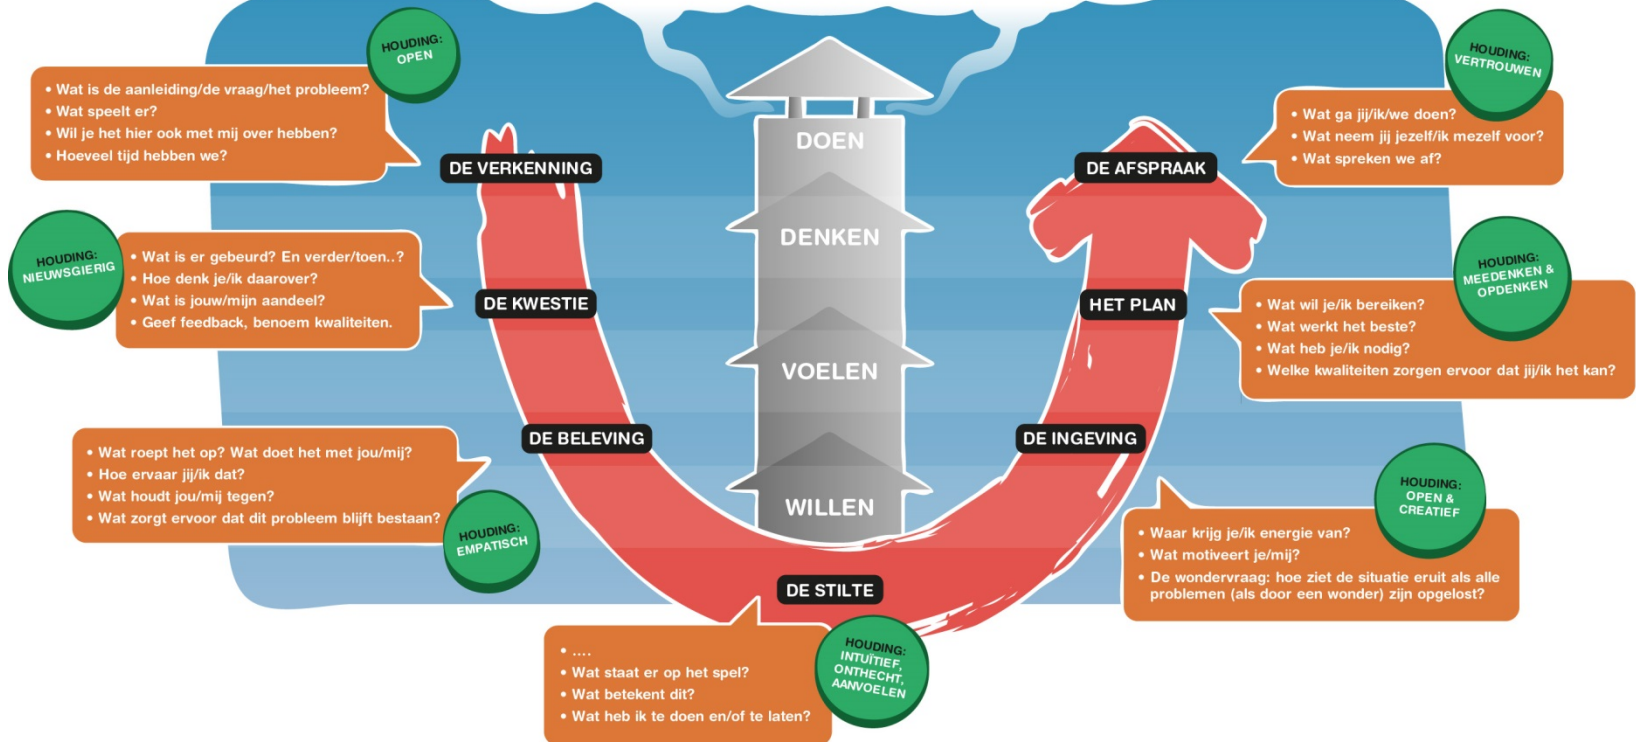 HOUDING:
OPEN
• Wat is de aanleiding/de vraag/het probleem?
• Wat speelt er?
• Wil je het hier ook met mij over hebben?
• Hoeveel tijd hebben we?
DE VERKENNING
HOUDING:
NIEUWSGIERIG
• Wat is er gebeurd? En verder/toen..?
• Hoe denk je/ik daarover?
• Wat is jouw/mijn aandeel?
• Geef feedback, benoem kwaliteiten.
DE KWESTIE
• Wat roept het op? Wat doet het met jou/mij?
• Hoe ervaar jij/ik dat?
• Wat houdt jou/mij tegen?
• Wat zorgt ervoor dat dit probleem blijft bestaan?
HOUDING:
EMPATISCH
DE BELEVING
DOEN
DENKEN
VOELEN
WILLEN
DE STILTE
• ....
• Wat staat er op het spel?
• Wat betekent dit?
• Wat heb ik te doen en/of te laten?
HOUDING:
INTUÏTIEF,
ONTHECHT,
AANVOELEN
DE INGEVING
HOUDING:
OPEN &
CREATIEF
• Waar krijg je/ik energie van?
• Wat motiveert je/mij?
• De wondervraag: hoe ziet de situatie eruit als alle
problemen (als door een wonder) zijn opgelost?
HET PLAN
HOUDING:
MEEDENKEN &
OPDENKEN
• Wat wil je/ik bereiken?
• Wat werkt het beste?
• Wat heb je/ik nodig?
• Welke kwaliteiten zorgen ervoor dat jij/ik het kan?
DE AFSPRAAK
HOUDING:
VERTROUWEN
• Wat ga jij/ik/we doen?
• Wat neem jij jezelf/ik mezelf voor?
• Wat spreken we af?